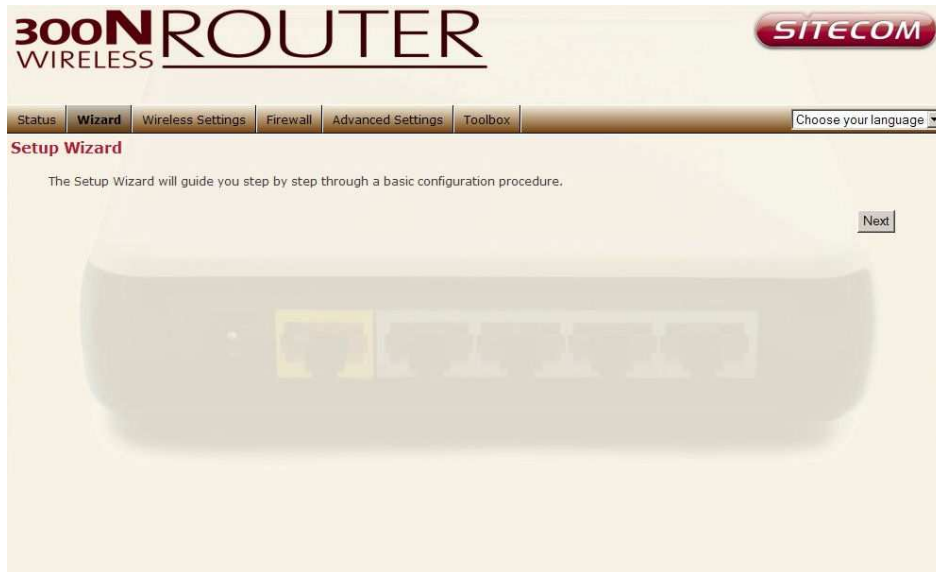 300N ROUTER
WIRELESS
SITECOM
Status Wizard Wireless Settings Firewall Advanced Settings Toolbox Choose your language
Setup Wizard
The Setup Wizard will guide you step by step through a basic configuration procedure.
Next